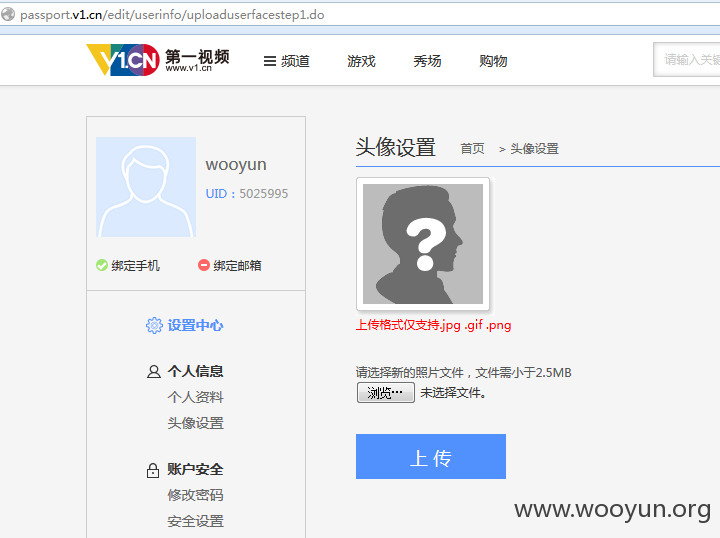 passport.v1.cn/edit/userinfo/uploaduserfacestep1.do
V1.CN 第一视频
www.v1.cn
频道 游戏 秀场 购物
请输入关键
头像设置 首页 > 头像设置
wooyun
UID：5025995
绑定手机 绑定邮箱
?
上传格式仅支持.jpg .gif .png
设置中心
个人信息
个人资料
头像设置
请选择新的照片文件，文件需小于2.5MB
浏览… 未选择文件。
上 传
账户安全
修改密码
安全设置
www.wooyun.org